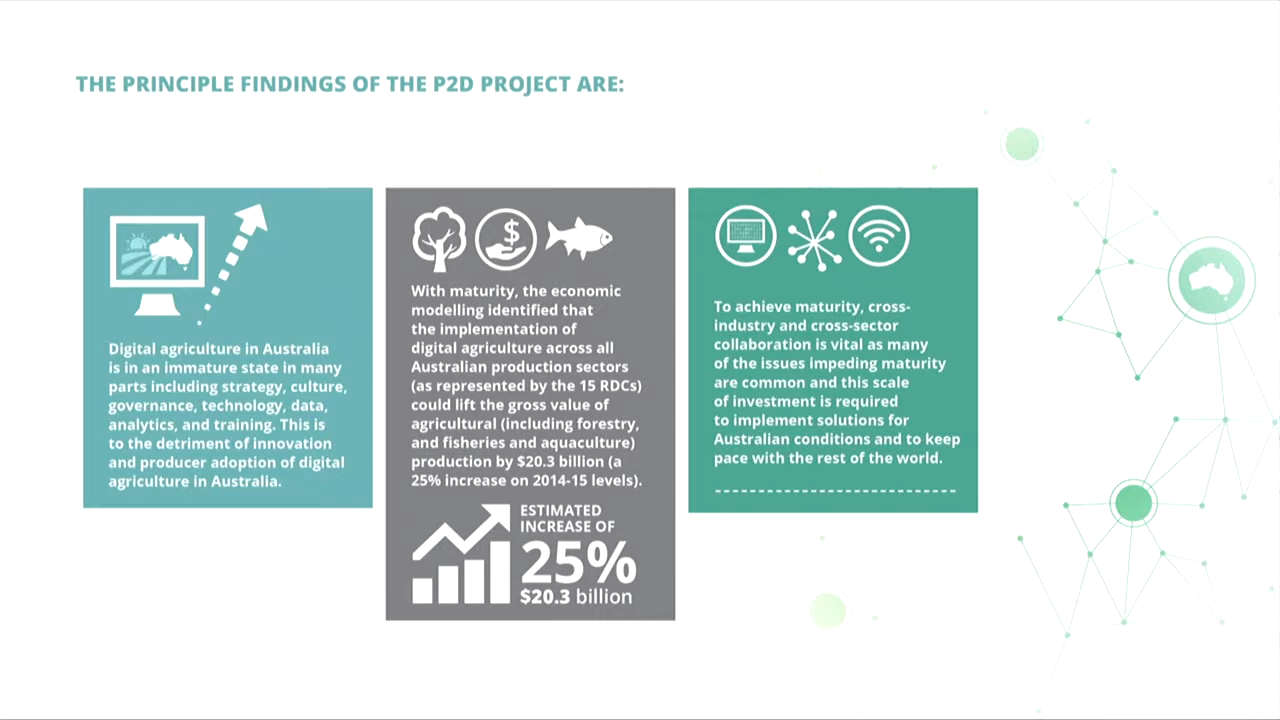 THE PRINCIPLE FINDINGS OF THE P2D PROJECT ARE:
Digital agriculture in Australia
is in an immature state in many
parts including strategy, culture,
governance, technology, data,
analytics, and training. This is
to the detriment of innovation
and producer adoption of digital
agriculture in Australia.
With maturity, the economic
modelling identified that
the implementation of
digital agriculture across all
Australian production sectors
(as represented by the 15 RDCs)
could lift the gross value of
agricultural (including forestry,
and fisheries and aquaculture)
production by $20.3 billion (a
25% increase on 2014-15 levels).
ESTIMATED
INCREASE OF
25%
$20.3 billion
To achieve maturity, cross-
industry and cross-sector
collaboration is vital as many
of the issues impeding maturity
are common and this scale
of investment is required
to implement solutions for
Australian conditions and to keep
pace with the rest of the world.